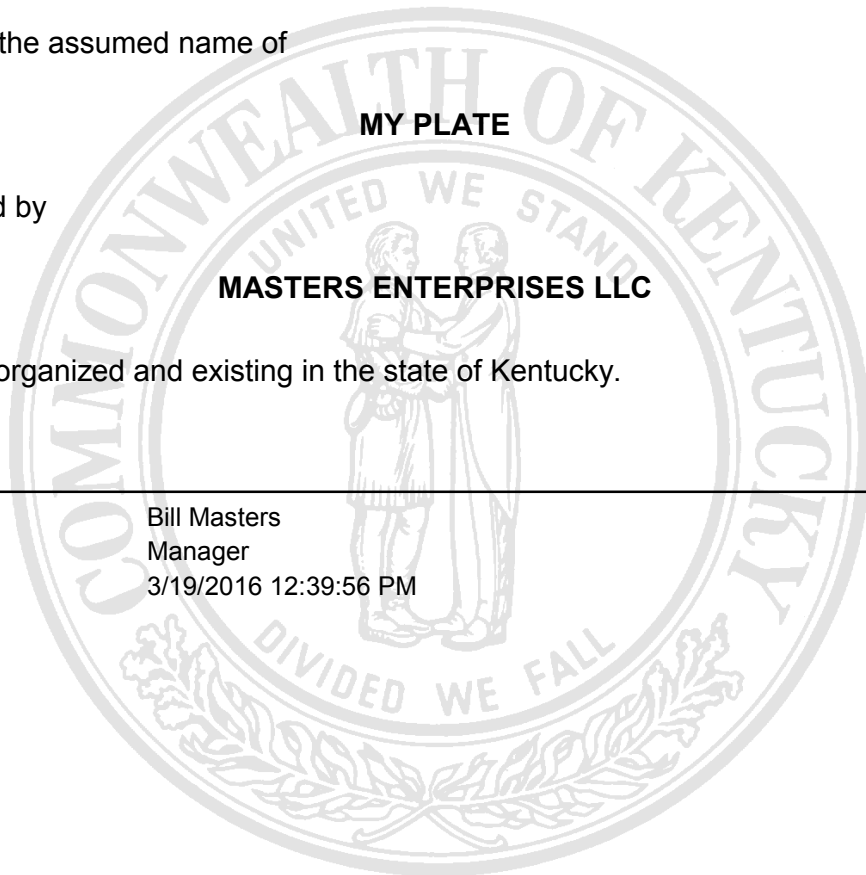 the assumed name of
MY PLATE
d by
MASTERS ENTERPRISES LLC
organized and existing in the state of Kentucky.
Bill Masters
Manager
3/19/2016 12:39:56 PM
COMMONWEALTH OF KENTUCKY
UNITED WE STAND
DIVIDED WE FALL